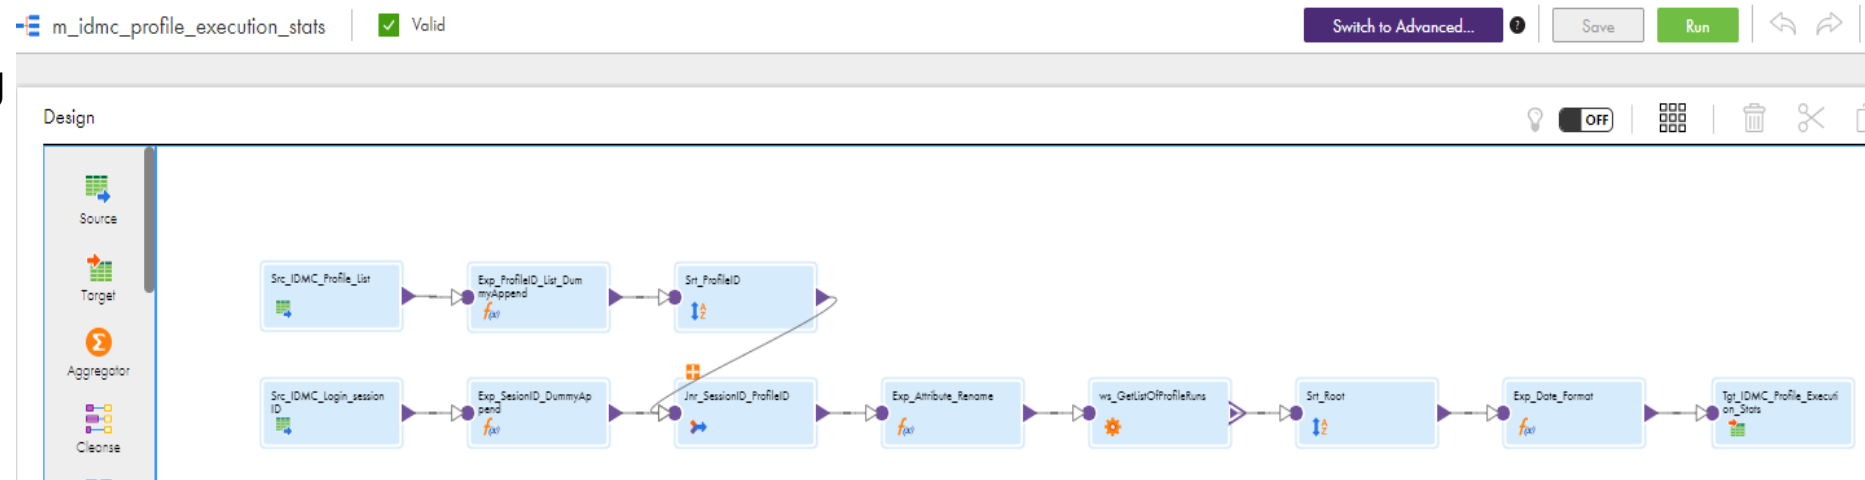 m_idmc_profile_execution_stats
Valid
Switch to Advanced...
?
Save
Run
Design
OFF
Source
Target
Aggregator
Cleanse
Src_IDMC_Profile_List
Exp_ProfileID_List_Dum
myAppend
f(x)
Srt_ProfileID
A
Z
Src_IDMC_Login_session
ID
Exp_SesionID_DummyAp
pend
f(x)
Jnr_SessionID_ProfileID
Exp_Attribute_Rename
f(x)
ws_GetListOfProfileRuns
Srt_Root
A
Z
Exp_Date_Format
f(x)
Tgt_IDMC_Profile_Executi
on_Stats